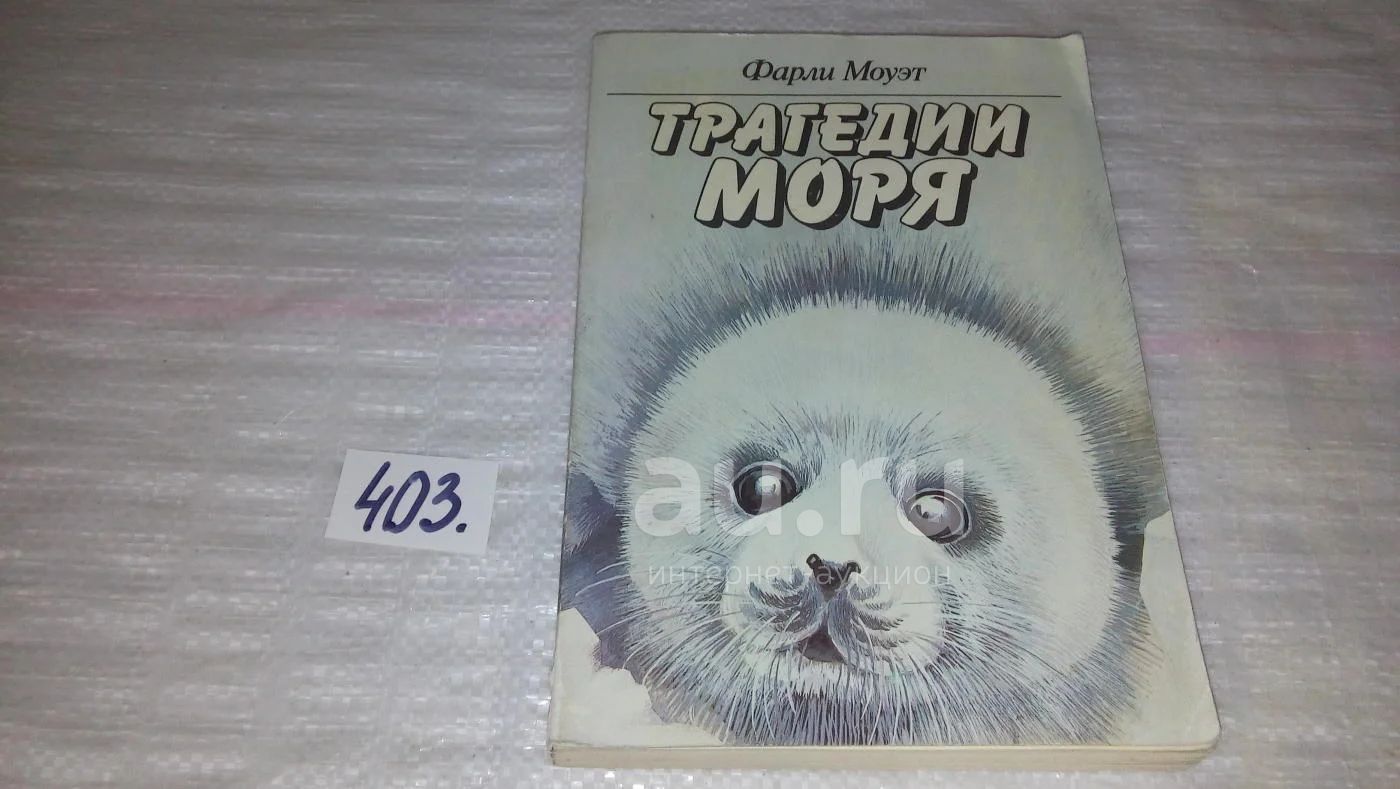 Фарли Моуэт
ТРАГЕДИИ
МОРЯ
403.
au.ru
интернет-аукцион